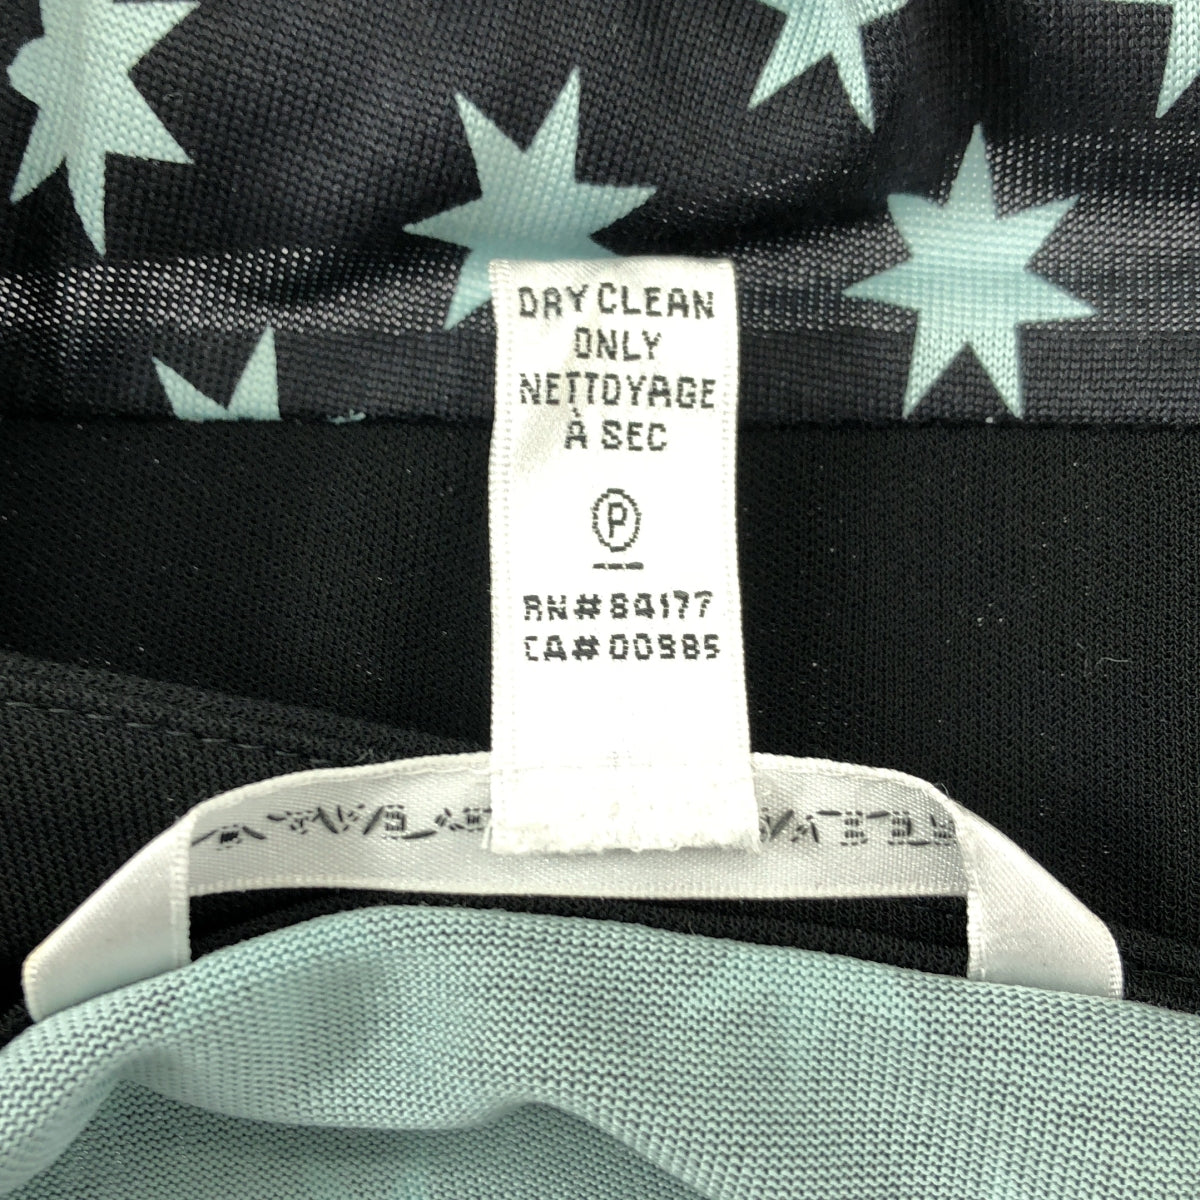 DRY CLEAN
ONLY
NETTOYAGE
À SEC
P
RN# 84177
CA# 00985